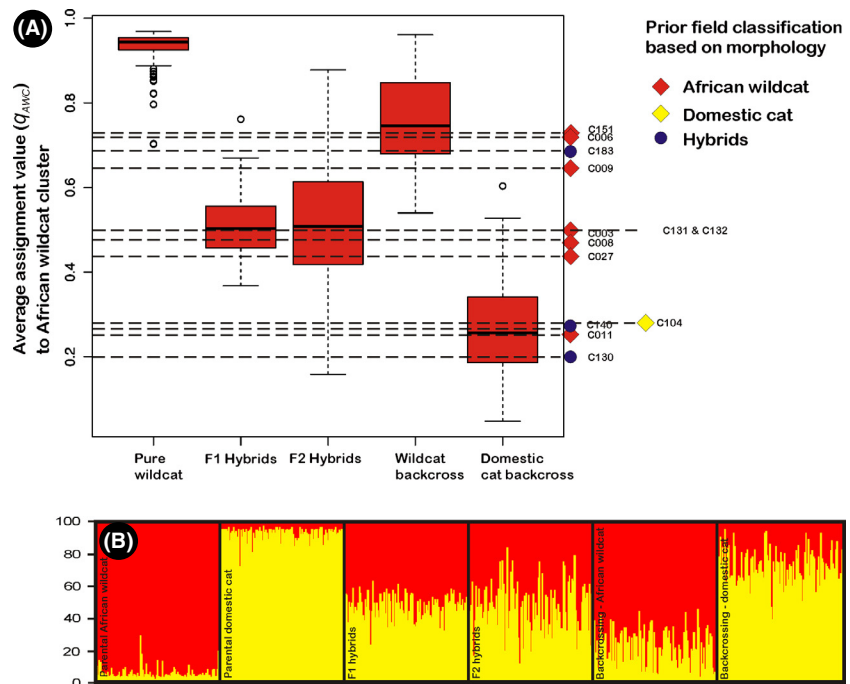 (A)
Average assignment value (qAWC)
to African wildcat cluster
1.0
0.8
0.6
0.4
0.2
Pure
wildcat
F1 Hybrids
F2 Hybrids
Wildcat
backcross
Domestic
cat backcross
Prior field classification
based on morphology
African wildcat
Domestic cat
Hybrids
C151
C006
C183
C009
C003
C131 & C132
C008
C027
C140
C104
C011
C130
(B)
100
80
60
40
20
0
Parental African wildcat
Parental domestic cat
F1 hybrids
F2 hybrids
Backcrossing - African wildcat
Backcrossing - domestic cat